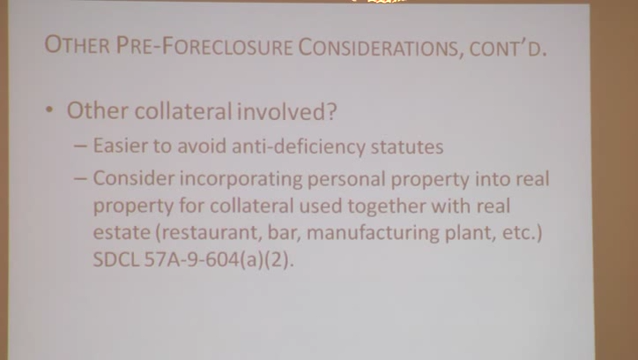 OTHER PRE-FORECLOSURE CONSIDERATIONS, CONT'D.
• Other collateral involved?
– Easier to avoid anti-deficiency statutes
– Consider incorporating personal property into real
property for collateral used together with real
estate (restaurant, bar, manufacturing plant, etc.)
SDCL 57A-9-604(a)(2).